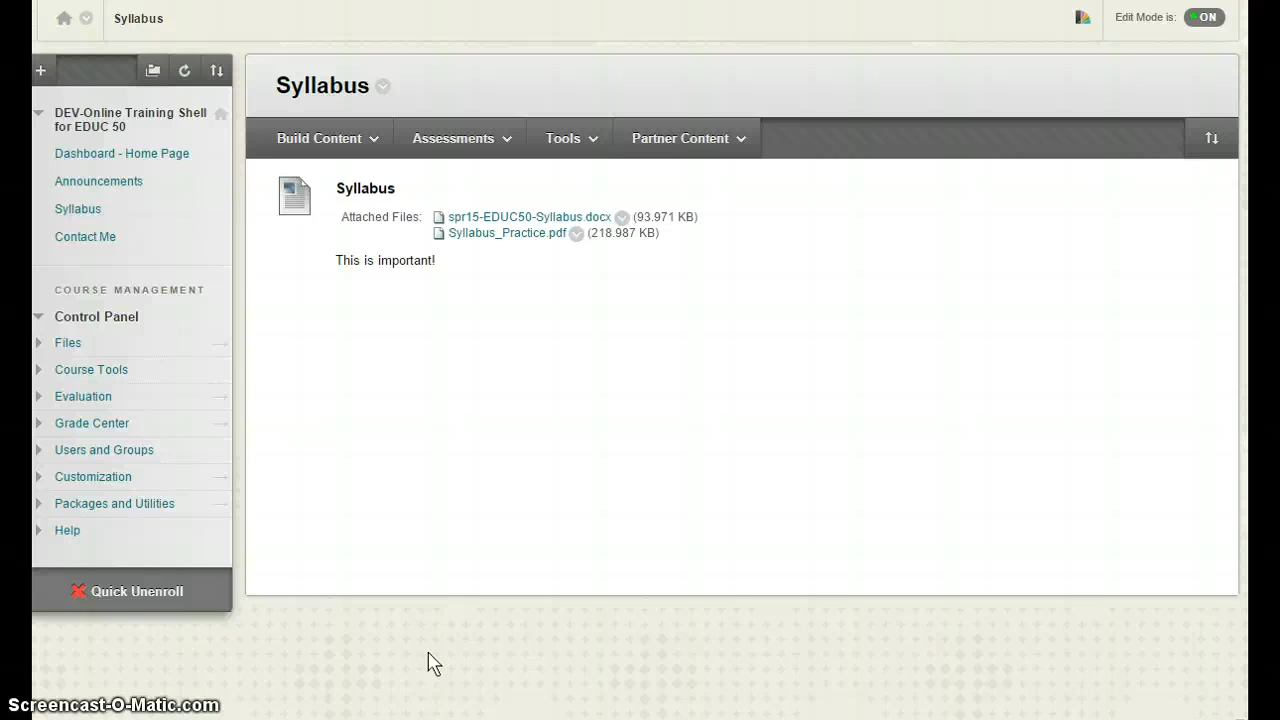 Syllabus
Edit Mode is: ON
DEV-Online Training Shell
for EDUC 50
Dashboard - Home Page
Announcements
Syllabus
Contact Me
COURSE MANAGEMENT
Control Panel
Files
Course Tools
Evaluation
Grade Center
Users and Groups
Customization
Packages and Utilities
Help
Quick Unenroll
Syllabus
Build Content Assessments Tools Partner Content
Syllabus
Attached Files: spr15-EDUC50-Syllabus.docx (93.971 KB)
Syllabus_Practice.pdf (218.987 KB)
This is important!
Screencast-O-Matic.com